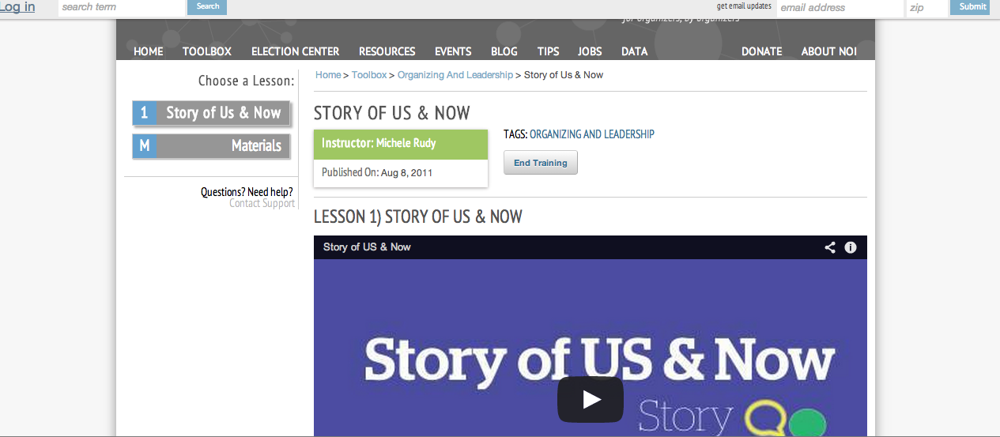 Log in
search term
Search
get email updates
email address
zip
Submit
for organizers, by organizers
HOME TOOLBOX ELECTION CENTER RESOURCES EVENTS BLOG TIPS JOBS DATA DONATE ABOUT NOI
Choose a Lesson:
1 Story of Us & Now
M Materials
Questions? Need help?
Contact Support
Home > Toolbox > Organizing And Leadership > Story of Us & Now
STORY OF US & NOW
Instructor: Michele Rudy
Published On: Aug 8, 2011
TAGS: ORGANIZING AND LEADERSHIP
End Training
LESSON 1) STORY OF US & NOW
Story of US & Now
Story of US & Now
Story